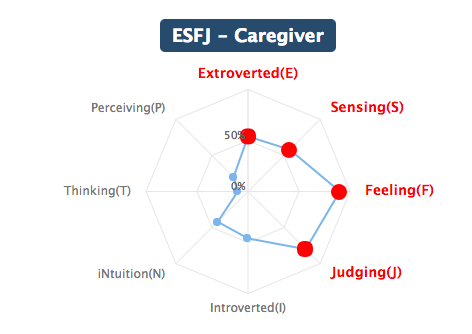 ESFJ – Caregiver
Extroverted(E)
Perceiving(P)
Sensing(S)
50%
Thinking(T)
0%
Feeling(F)
iNtuition(N)
Judging(J)
Introverted(I)